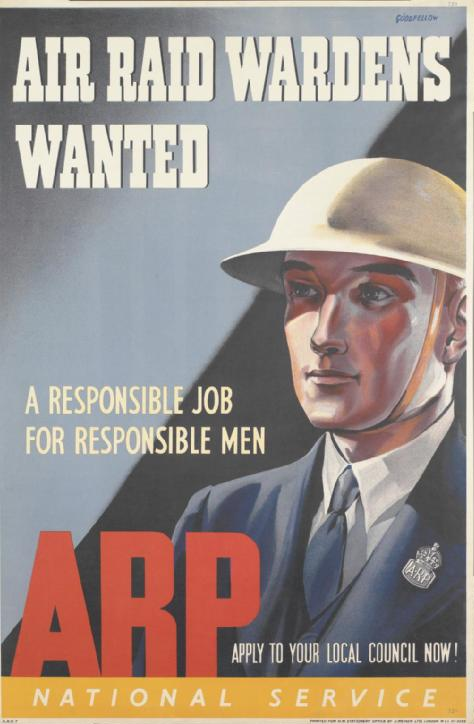 GOODFELLOW
AIR RAID WARDENS
WANTED
A RESPONSIBLE JOB
FOR RESPONSIBLE MEN
ARP
ARP
APPLY TO YOUR LOCAL COUNCIL NOW!
NATIONAL SERVICE